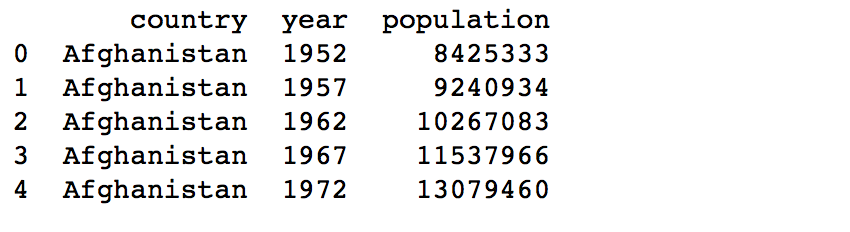 country year population
0 Afghanistan 1952 8425333
1 Afghanistan 1957 9240934
2 Afghanistan 1962 10267083
3 Afghanistan 1967 11537966
4 Afghanistan 1972 13079460